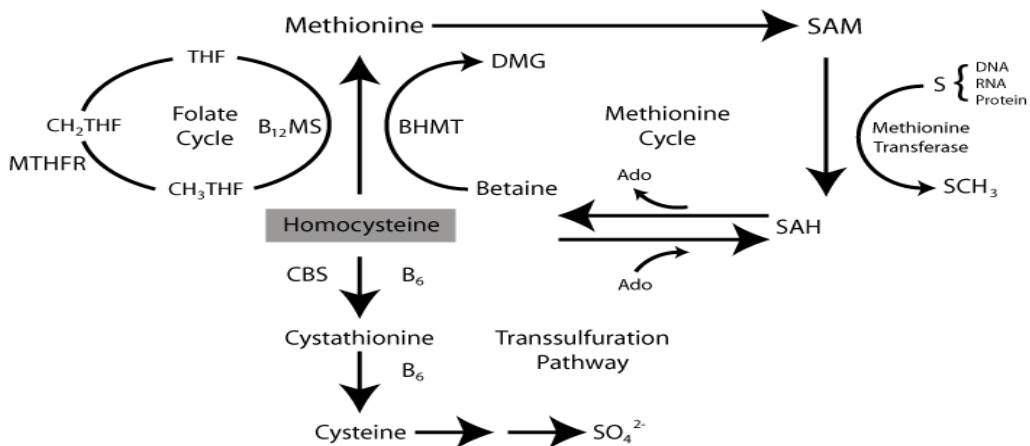 Methionine
SAM
THF
DMG
DNA
RNA
Protein
S
CH₂THF
Folate
Cycle
B₁₂MS
BHMT
Methionine
Cycle
Methionine
Transferase
MTHFR
CH₃THF
Betaine
Ado
SCH₃
Homocysteine
SAH
CBS
B₆
Ado
Cystathionine
Transsulfuration
Pathway
B₆
Cysteine
SO₄²⁻